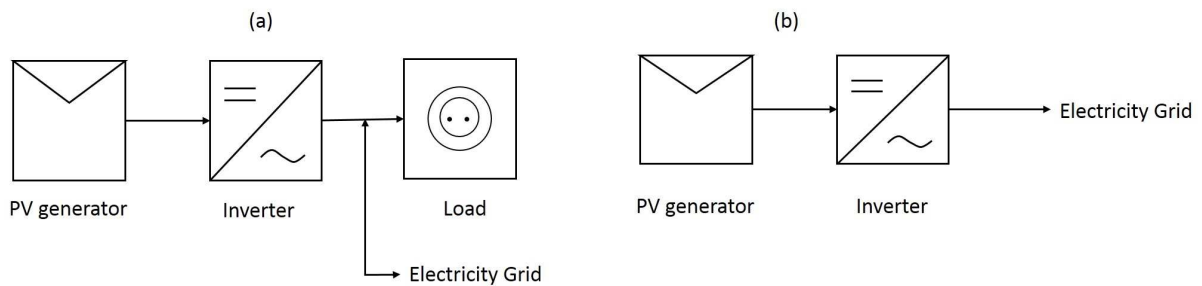 (a)
PV generator
Inverter
Load
Electricity Grid
(b)
Electricity Grid
PV generator
Inverter